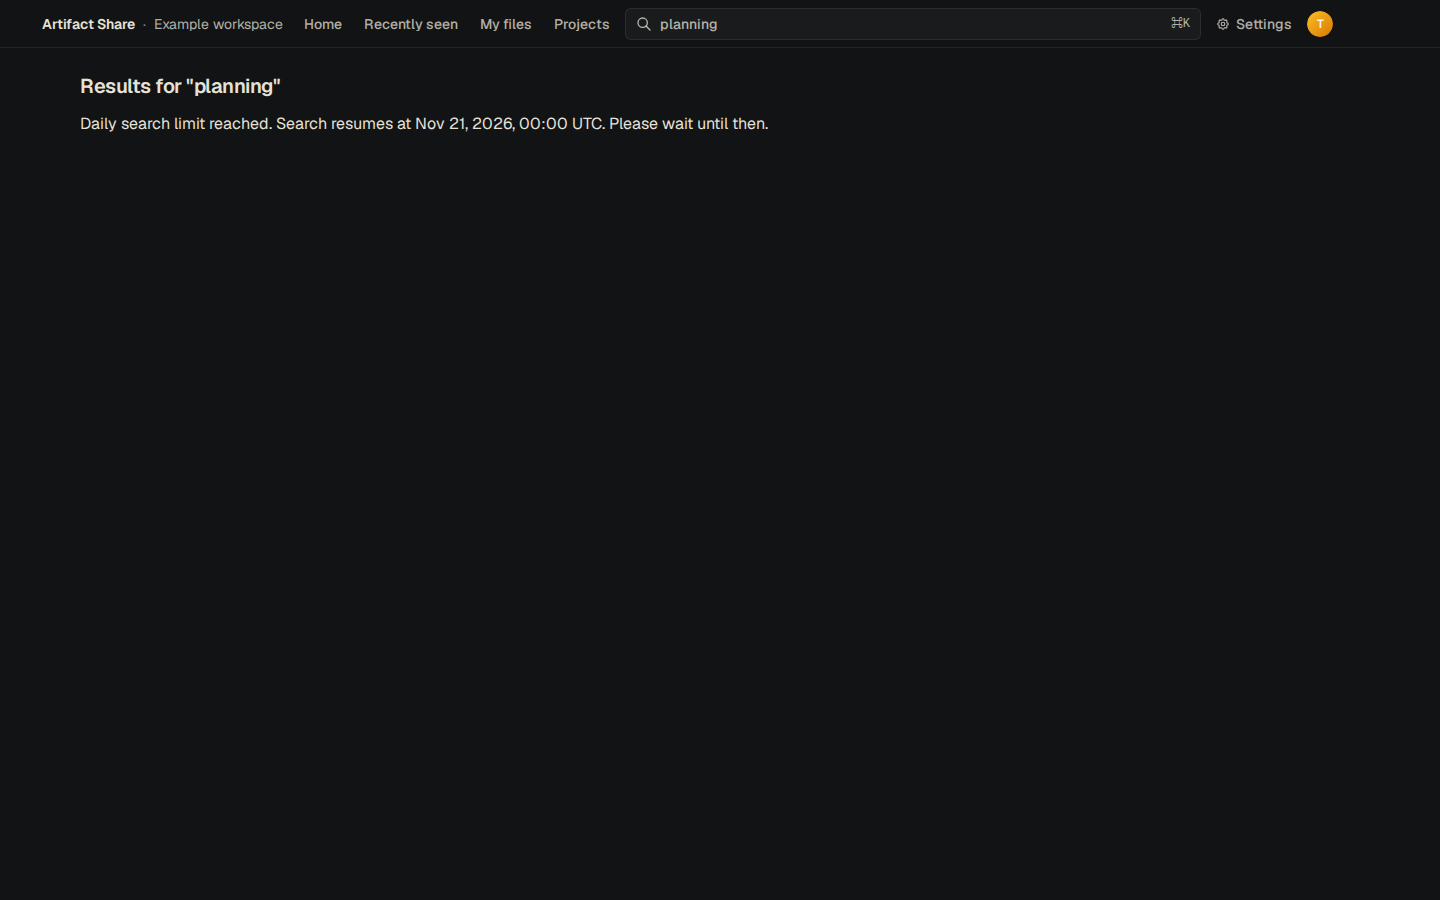 Artifact Share · Example workspace Home Recently seen My files Projects planning ⌘K Settings T
Results for "planning"
Daily search limit reached. Search resumes at Nov 21, 2026, 00:00 UTC. Please wait until then.